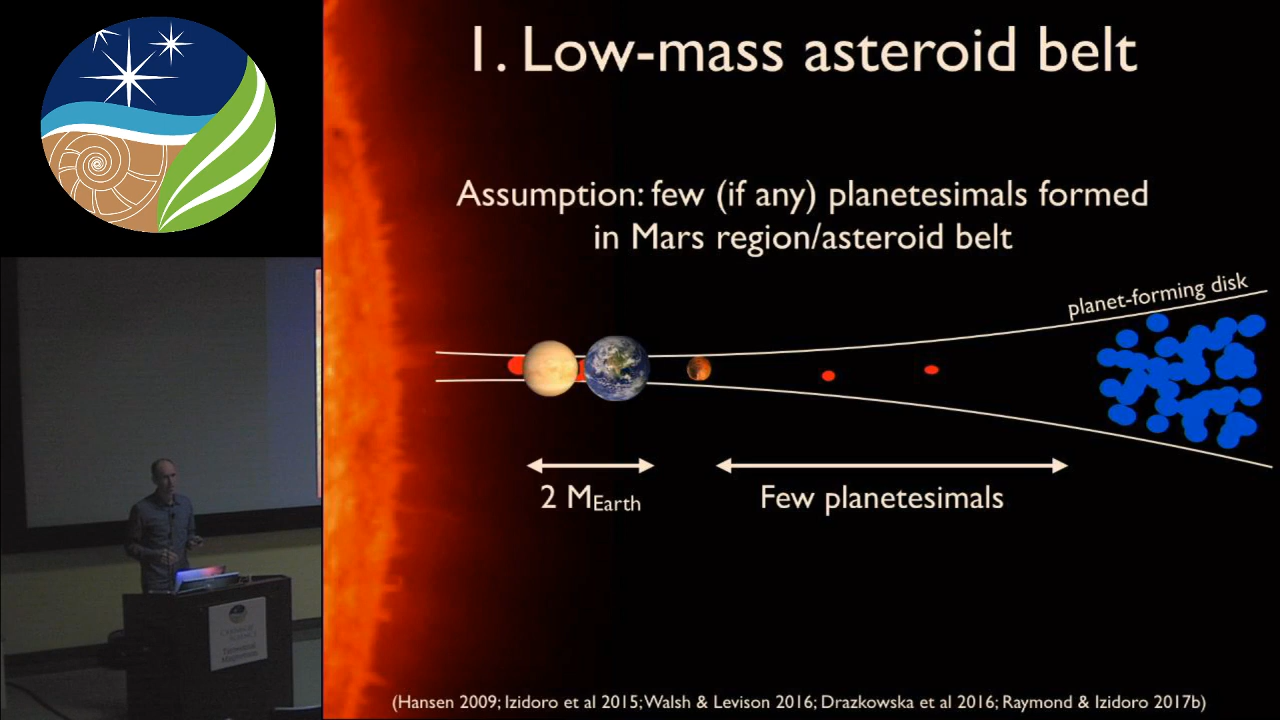 1. Low-mass asteroid belt
Assumption: few (if any) planetesimals formed
in Mars region/asteroid belt
planet-forming disk
2 MEarth
Few planetesimals
(Hansen 2009; Izidoro et al 2015; Walsh & Levison 2016; Drazkowska et al 2016; Raymond & Izidoro 2017b)